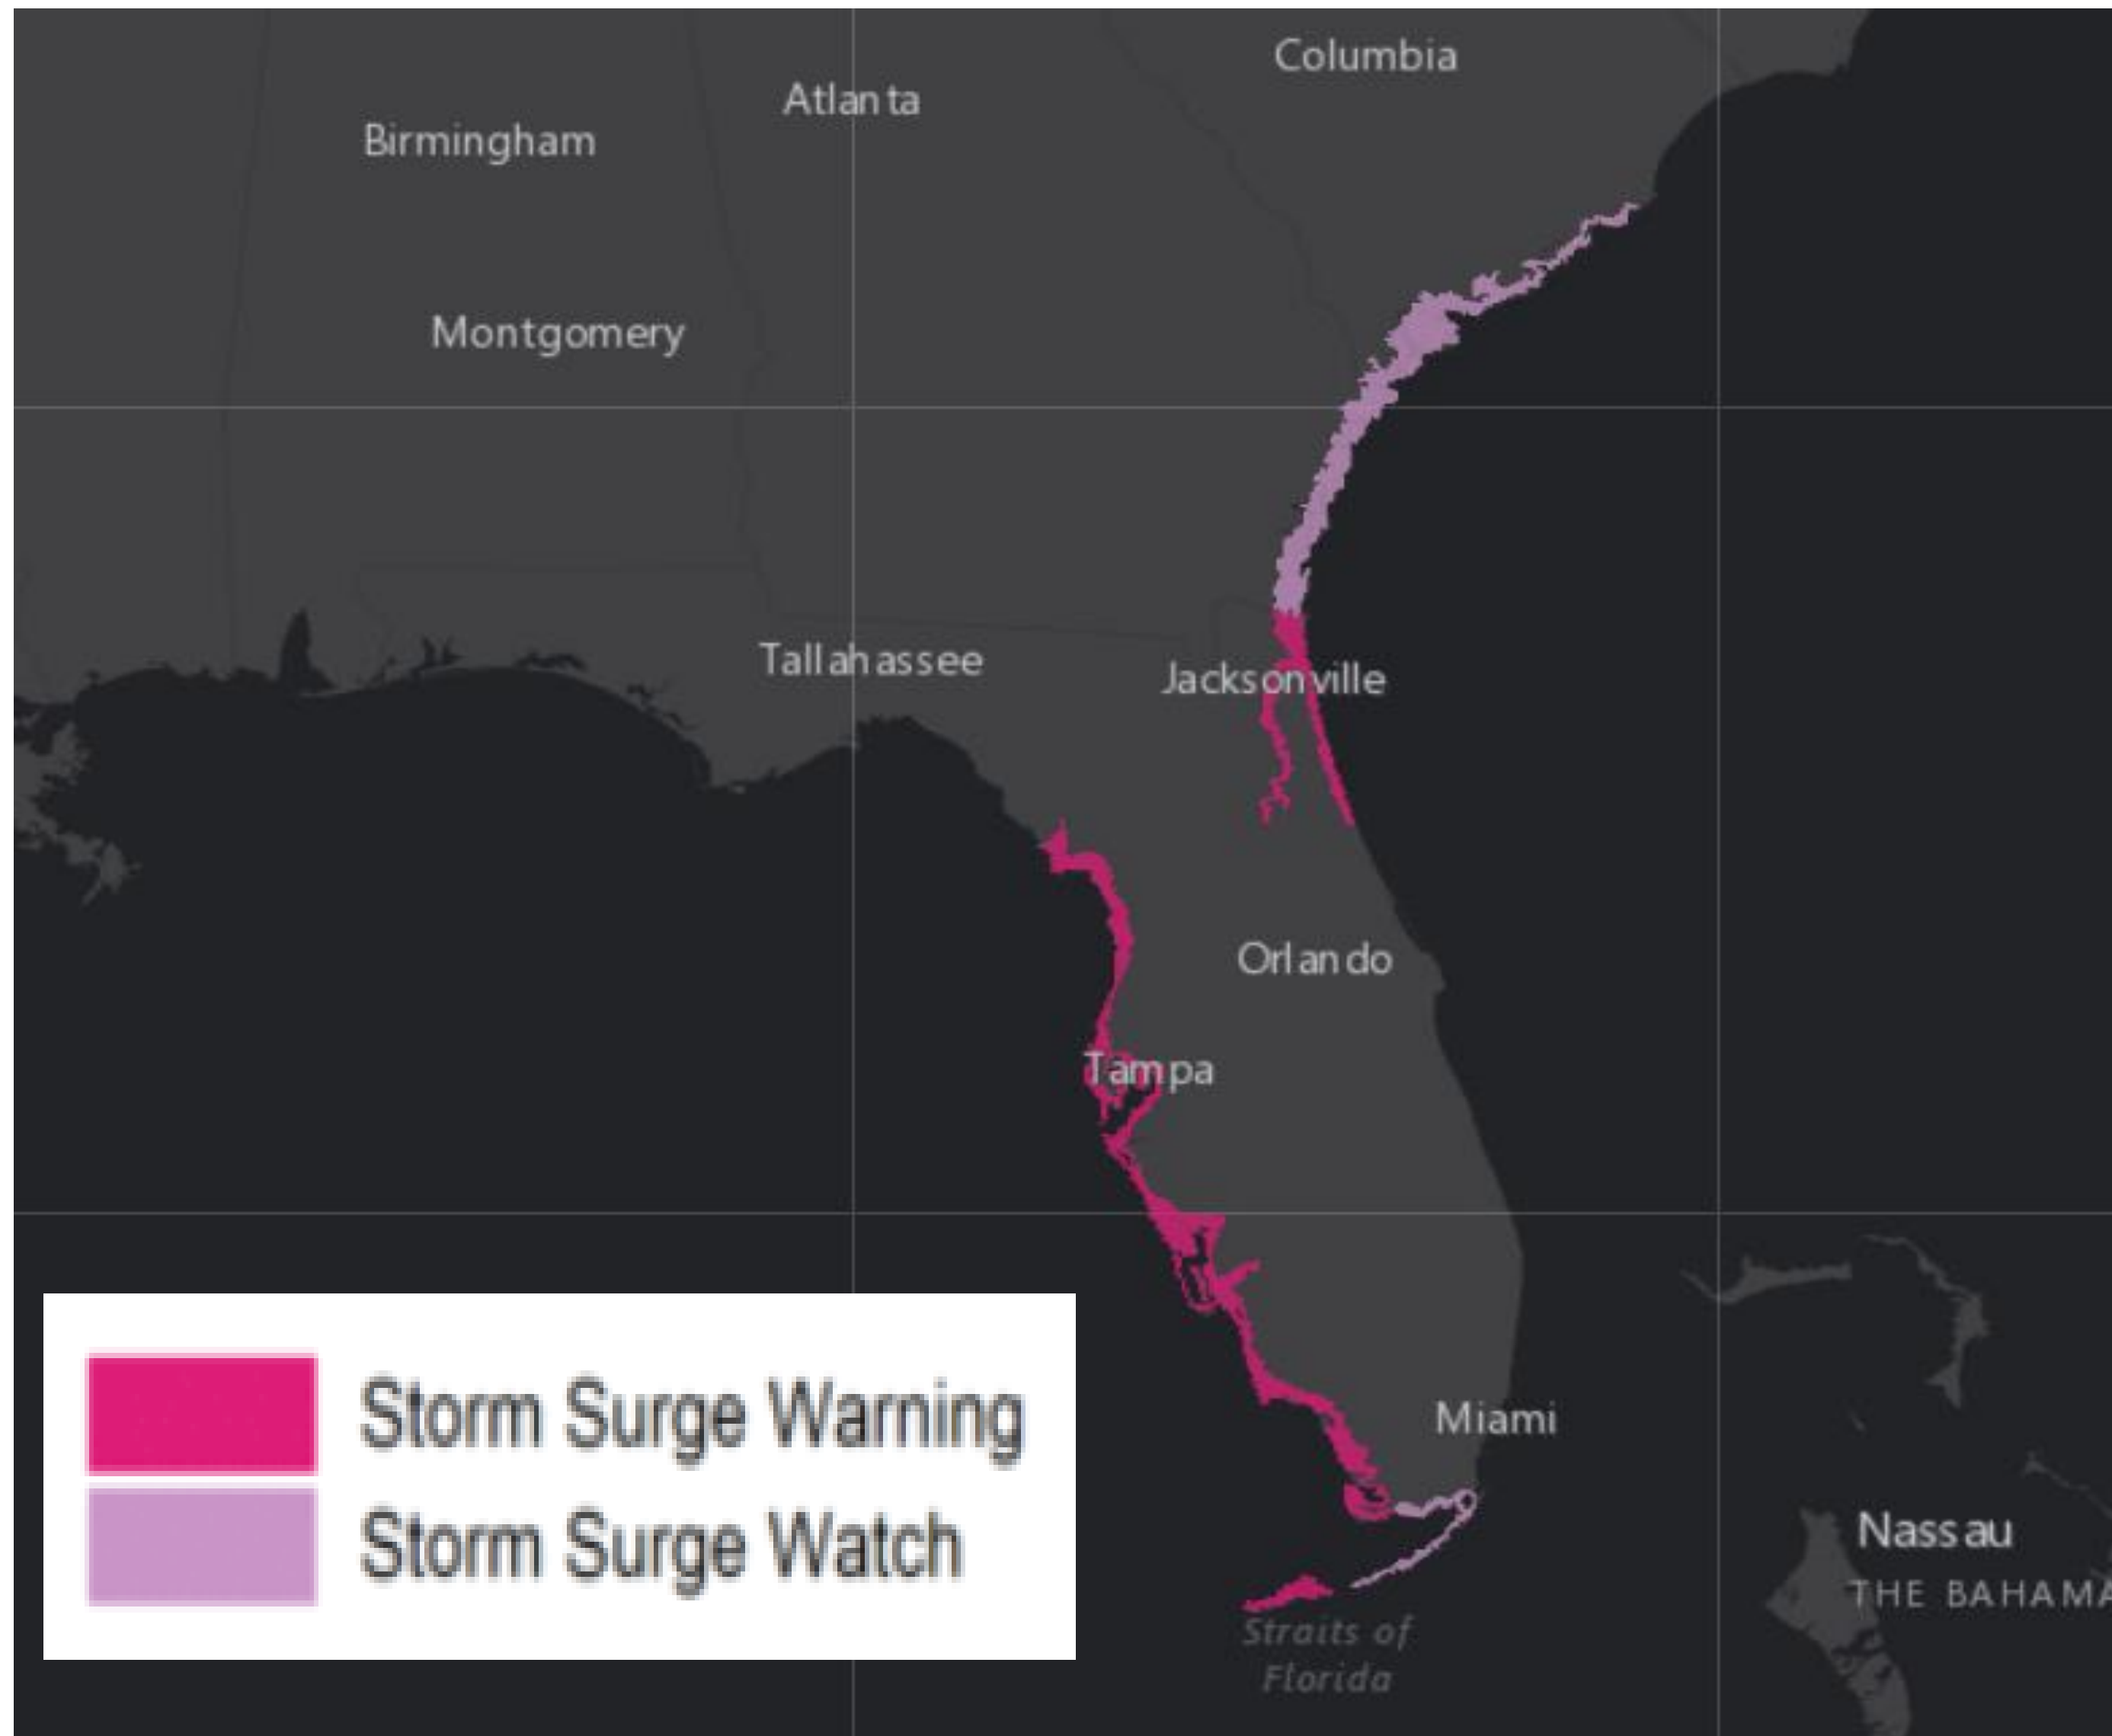 Columbia
Atlanta
Birmingham
Montgomery
Tallahassee
Jacksonville
Orlando
Tampa
Miami
Nassau
THE BAHAMA
Straits of
Florida
Storm Surge Warning
Storm Surge Watch